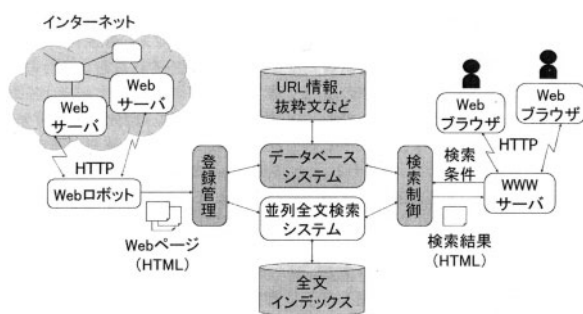 インターネット
Web
サーバ
Web
サーバ
HTTP
Webロボット
Webページ
(HTML)
登録管理
URL情報,
抜粋文など
データベース
システム
並列全文検索
システム
全文
インデックス
検索制御
検索
条件
検索結果
(HTML)
Web
ブラウザ
Web
ブラウザ
HTTP
WWW
サーバ